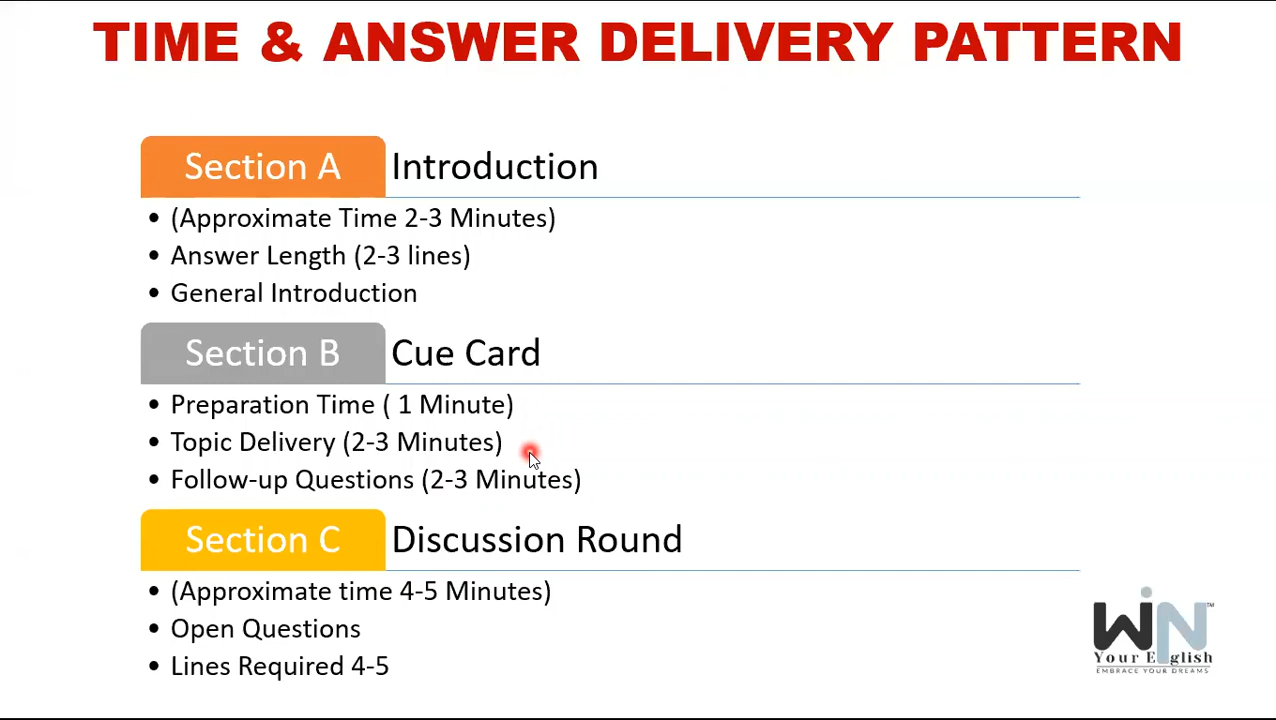 TIME & ANSWER DELIVERY PATTERN
Section A Introduction
• (Approximate Time 2-3 Minutes)
• Answer Length (2-3 lines)
• General Introduction
Section B Cue Card
• Preparation Time ( 1 Minute)
• Topic Delivery (2-3 Minutes)
• Follow-up Questions (2-3 Minutes)
Section C Discussion Round
• (Approximate time 4-5 Minutes)
• Open Questions
• Lines Required 4-5
WiN™
Your English
EMBRACE YOUR DREAMS